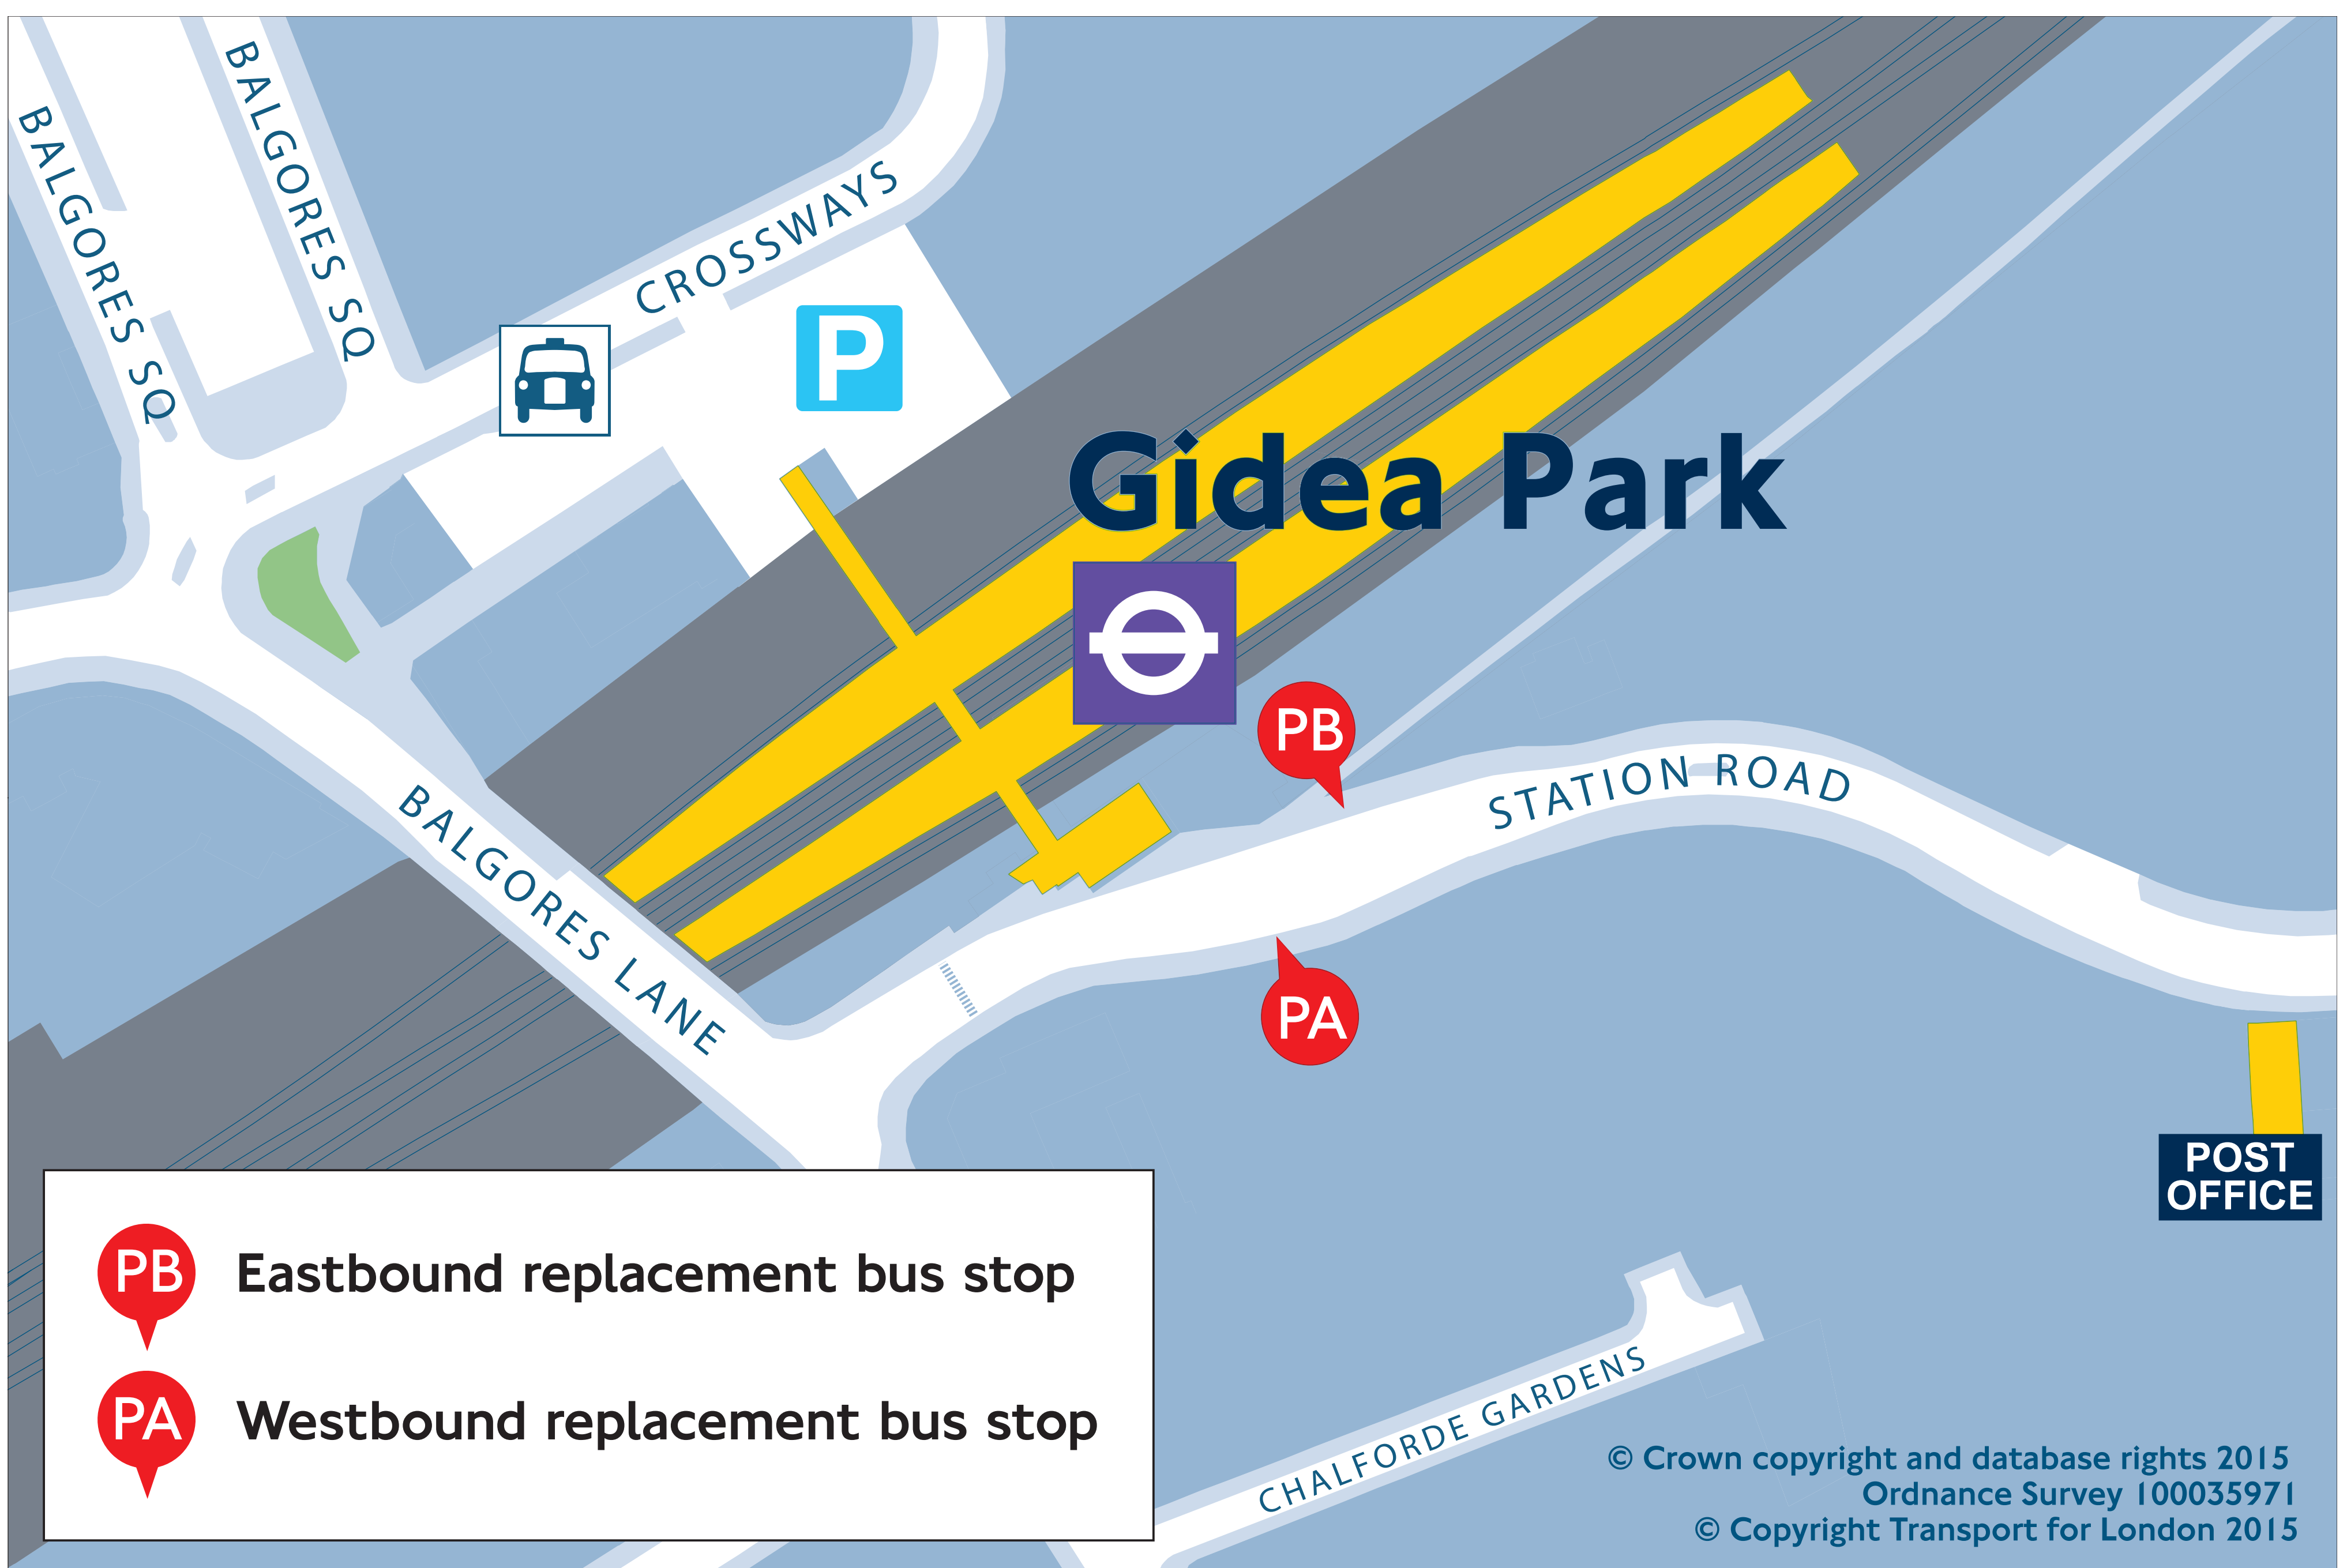 BALGORES SQ
BALGORES SQ
CROSSWAYS
P
Gidea Park
PB
STATION ROAD
BALGORES LANE
PA
POST
OFFICE
PB Eastbound replacement bus stop
PA Westbound replacement bus stop
CHALFORDE GARDENS
© Crown copyright and database rights 2015
Ordnance Survey 100035971
© Copyright Transport for London 2015